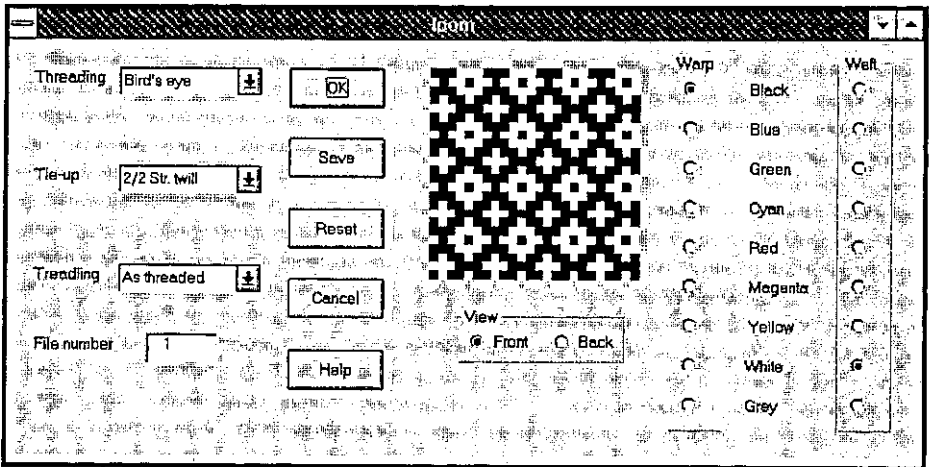 loom
Threading Bird's eye
OK
Save
Tie-up 2/2 Str. twill
Reset
Treadling As threaded
Cancel
File number 1
Help
View
Front Back
Warp Weft
Black
Blue
Green
Cyan
Red
Magenta
Yellow
White
Grey